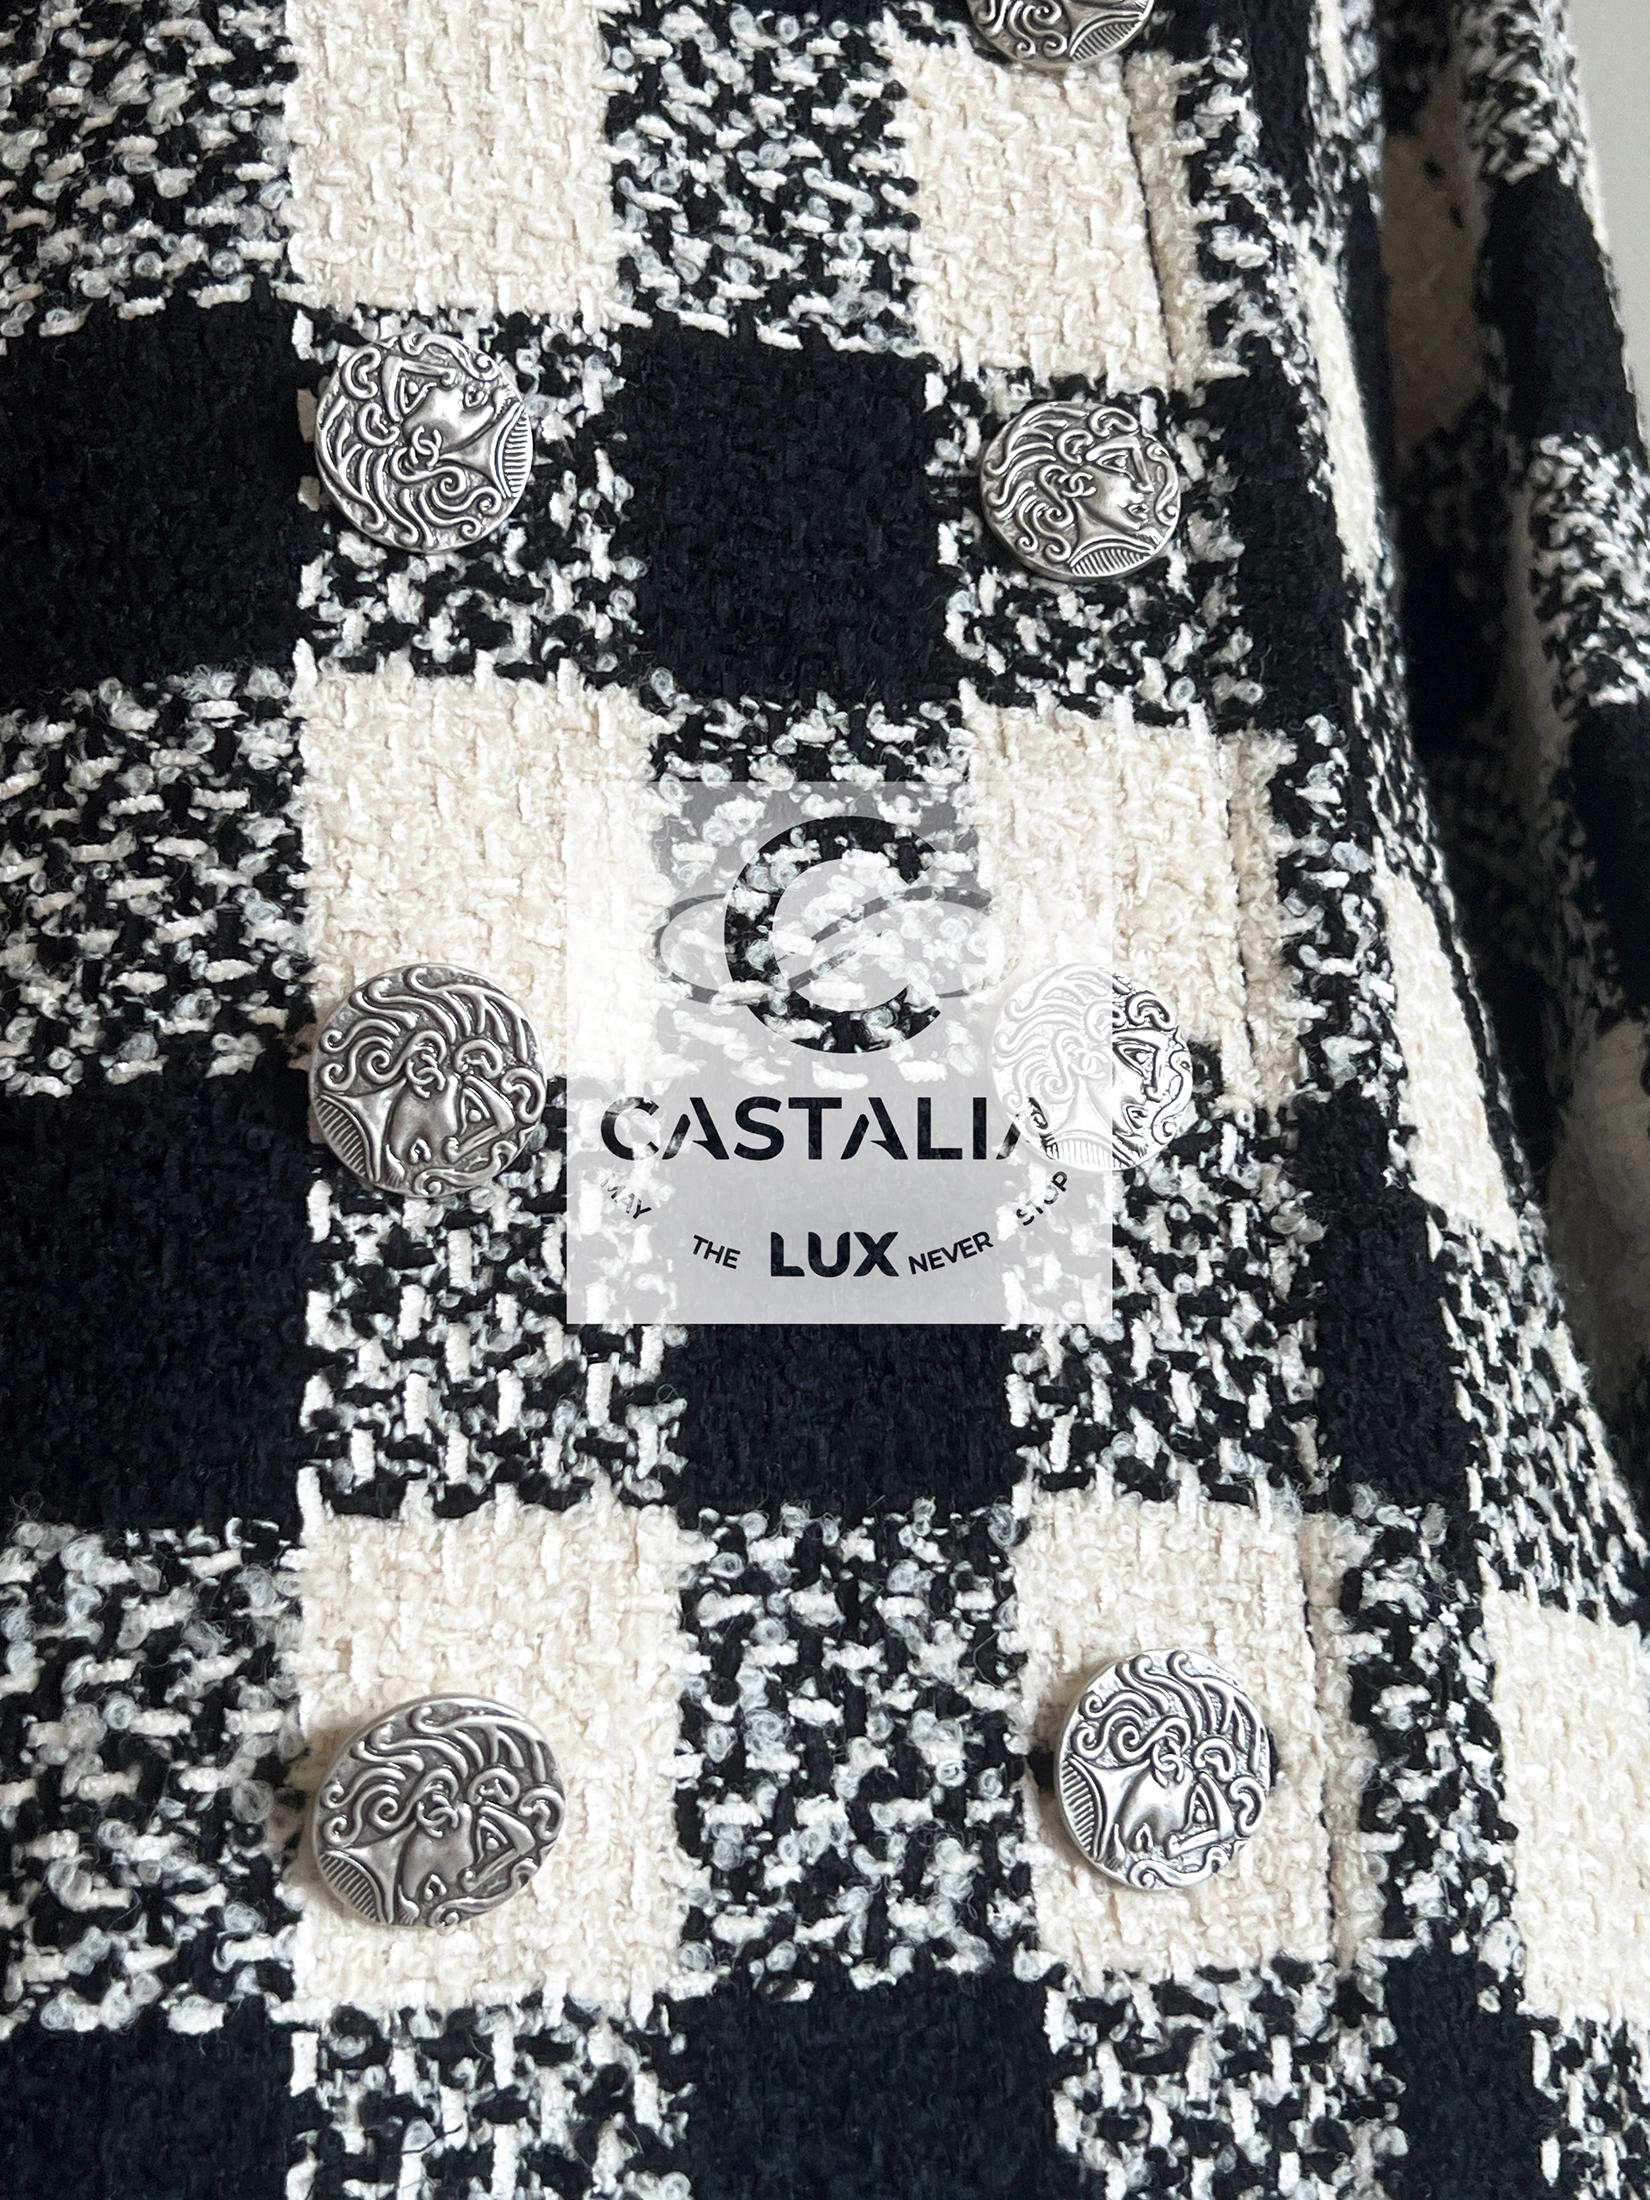 CASTALIA
MAY THE LUX NEVER STOP